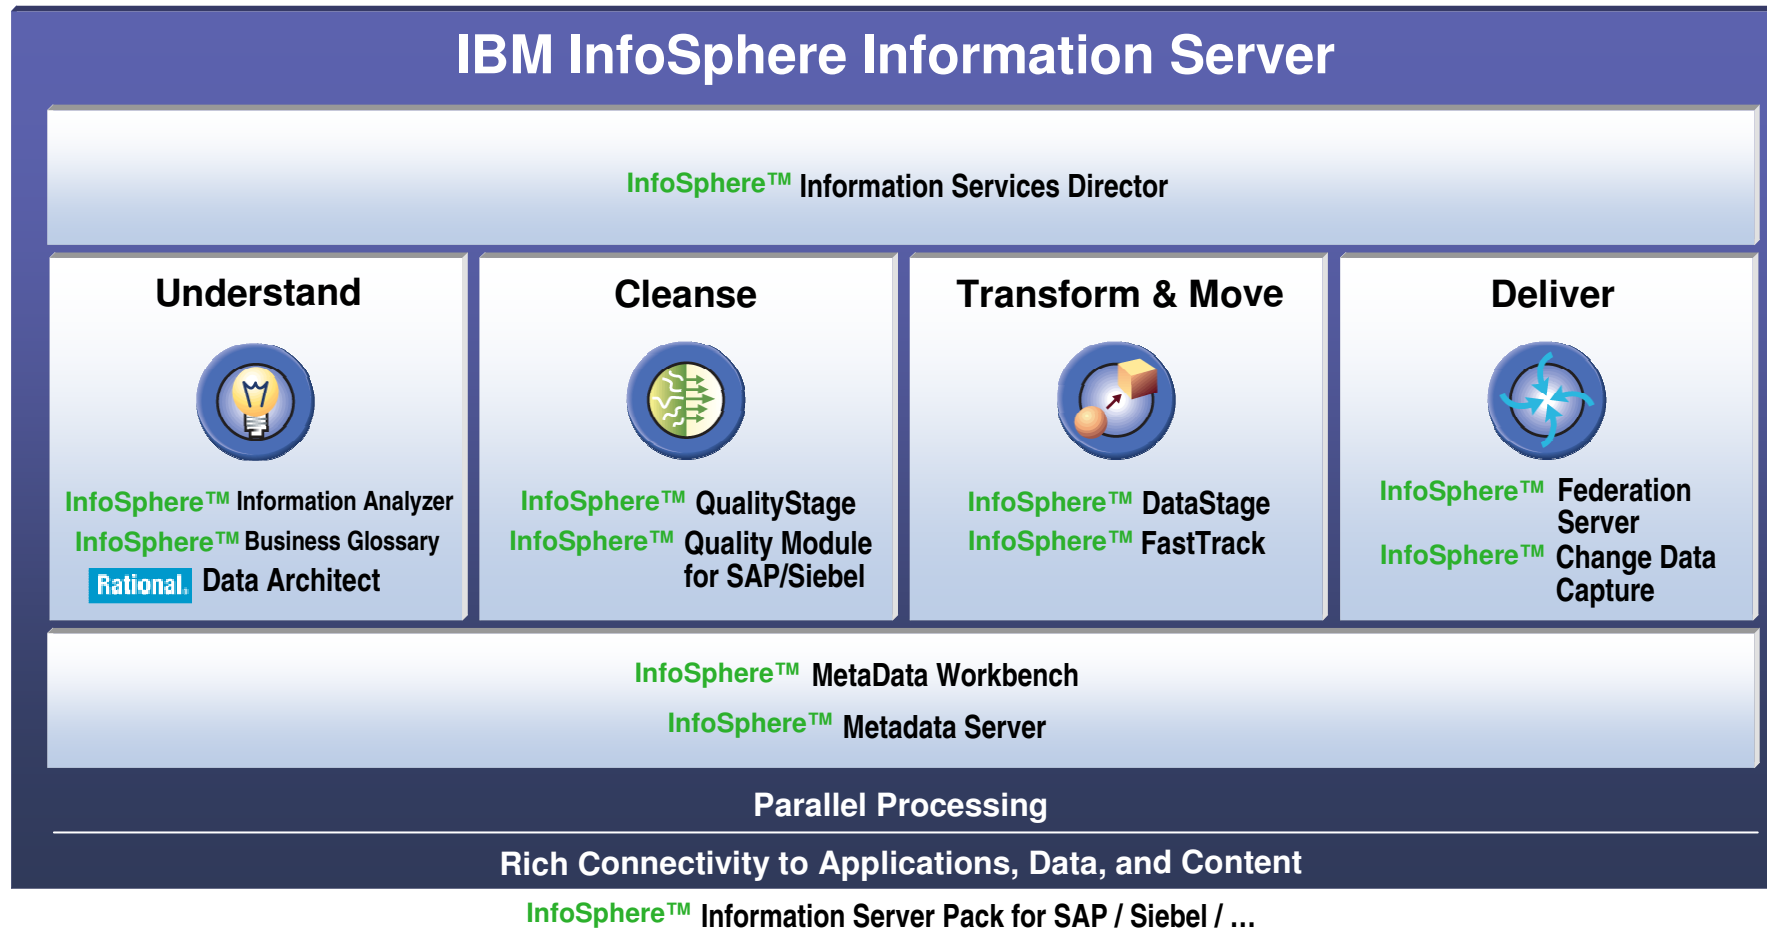 IBM InfoSphere Information Server
InfoSphere™ Information Services Director
Understand
InfoSphere™ Information Analyzer
InfoSphere™ Business Glossary
Rational. Data Architect
Cleanse
InfoSphere™ QualityStage
InfoSphere™ Quality Module
for SAP/Siebel
Transform & Move
InfoSphere™ DataStage
InfoSphere™ FastTrack
Deliver
InfoSphere™ Federation
Server
InfoSphere™ Change Data
Capture
InfoSphere™ MetaData Workbench
InfoSphere™ Metadata Server
Parallel Processing
Rich Connectivity to Applications, Data, and Content
InfoSphere™ Information Server Pack for SAP / Siebel / ...